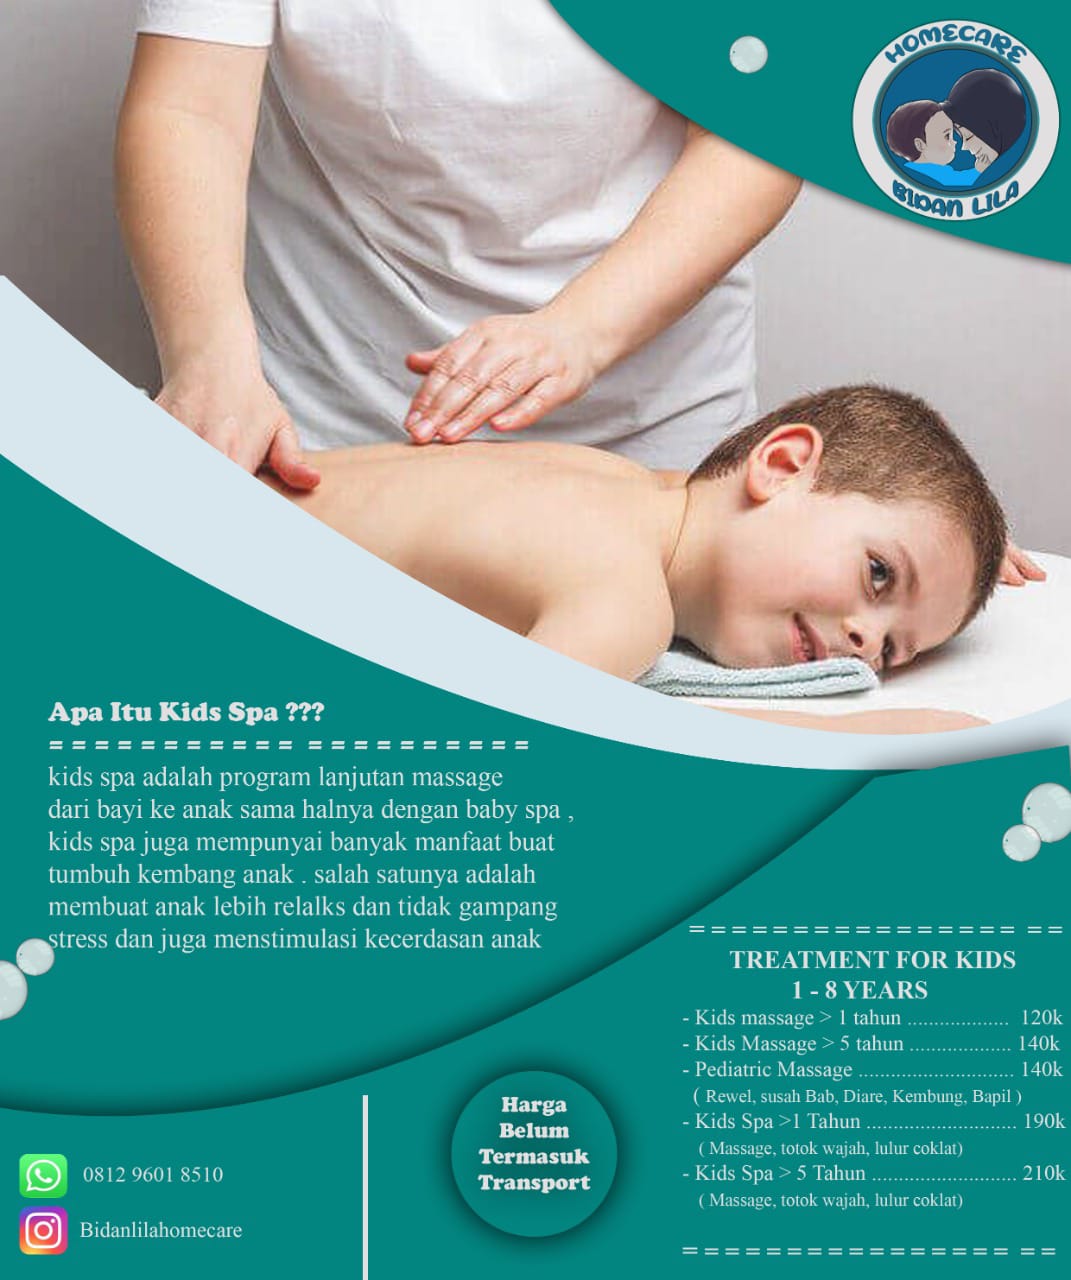 HOMECARE
BIDAN LILA
Apa Itu Kids Spa ???
= = = = = = = = = = = = = = = = = = = = =
kids spa adalah program lanjutan massage
dari bayi ke anak sama halnya dengan baby spa ,
kids spa juga mempunyai banyak manfaat buat
tumbuh kembang anak . salah satunya adalah
membuat anak lebih relalks dan tidak gampang
stress dan juga menstimulasi kecerdasan anak
= = = = = = = = = = = = = = = = =
TREATMENT FOR KIDS
1 - 8 YEARS
- Kids massage > 1 tahun ................... 120k
- Kids Massage > 5 tahun ................... 140k
- Pediatric Massage ............................. 140k
( Rewel, susah Bab, Diare, Kembung, Bapil )
- Kids Spa >1 Tahun ............................ 190k
( Massage, totok wajah, lulur coklat)
- Kids Spa > 5 Tahun ........................... 210k
( Massage, totok wajah, lulur coklat)
= = = = = = = = = = = = = = = = = =
Harga
Belum
Termasuk
Transport
0812 9601 8510
Bidanlilahomecare